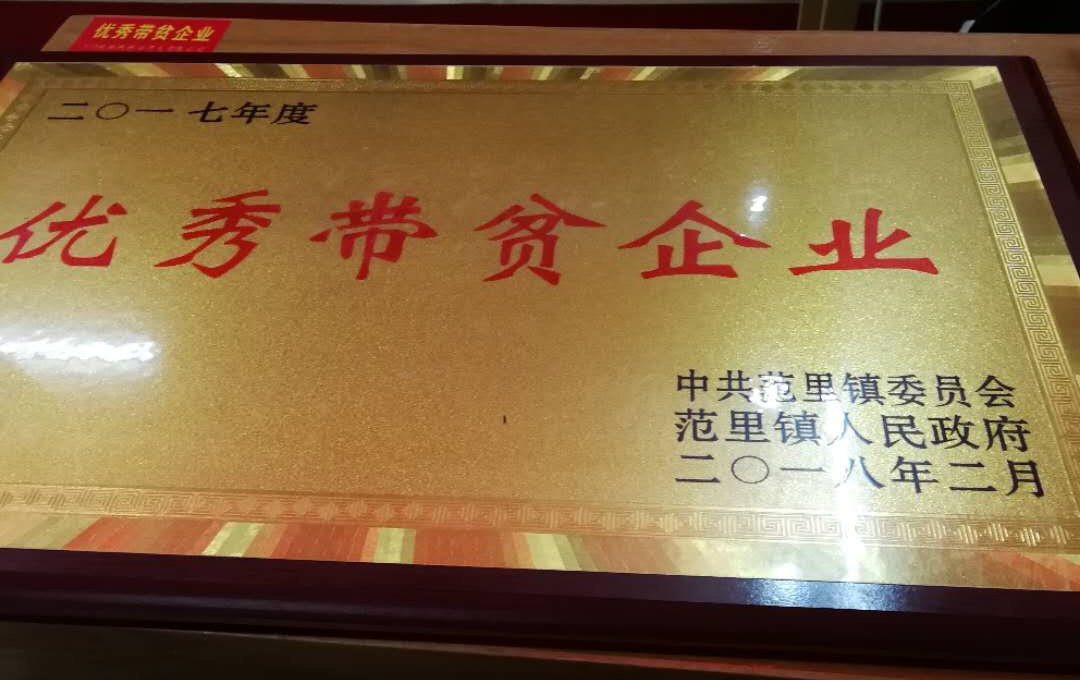 优秀带贫企业
二〇一七年度
优秀带贫企业
中共范里镇委员会
范里镇人民政府
二〇一八年二月